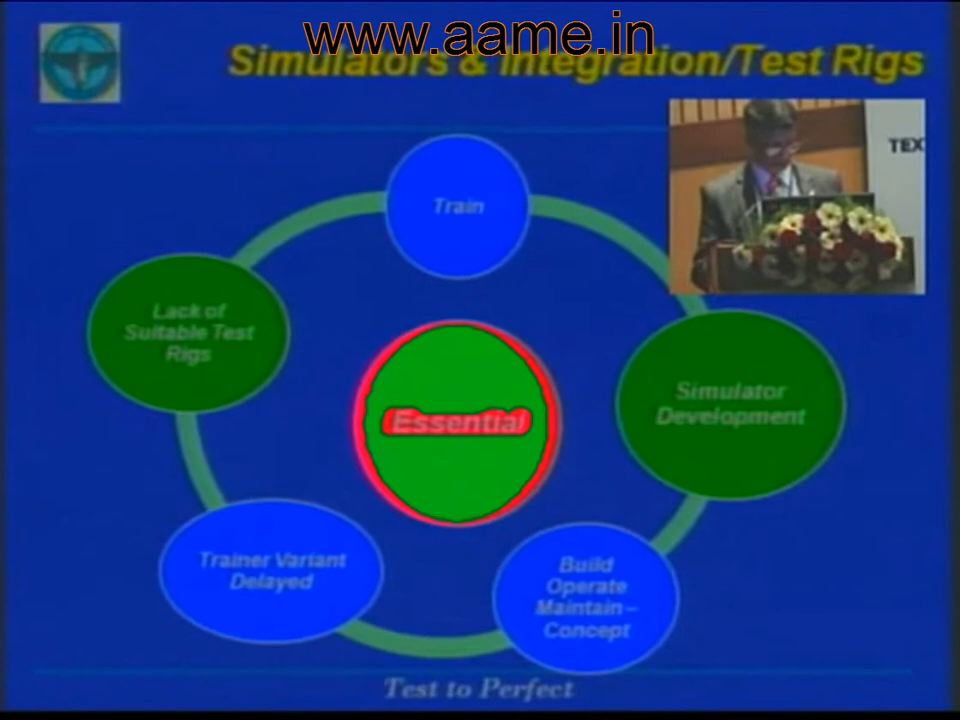 www.aame.in
Simulators & Integration/Test Rigs
TEX
Train
Lack of
Suitable Test
Rigs
Simulator
Development
Essential
Trainer Variant
Delayed
Build
Operate
Maintain –
Concept
Test to Perfect